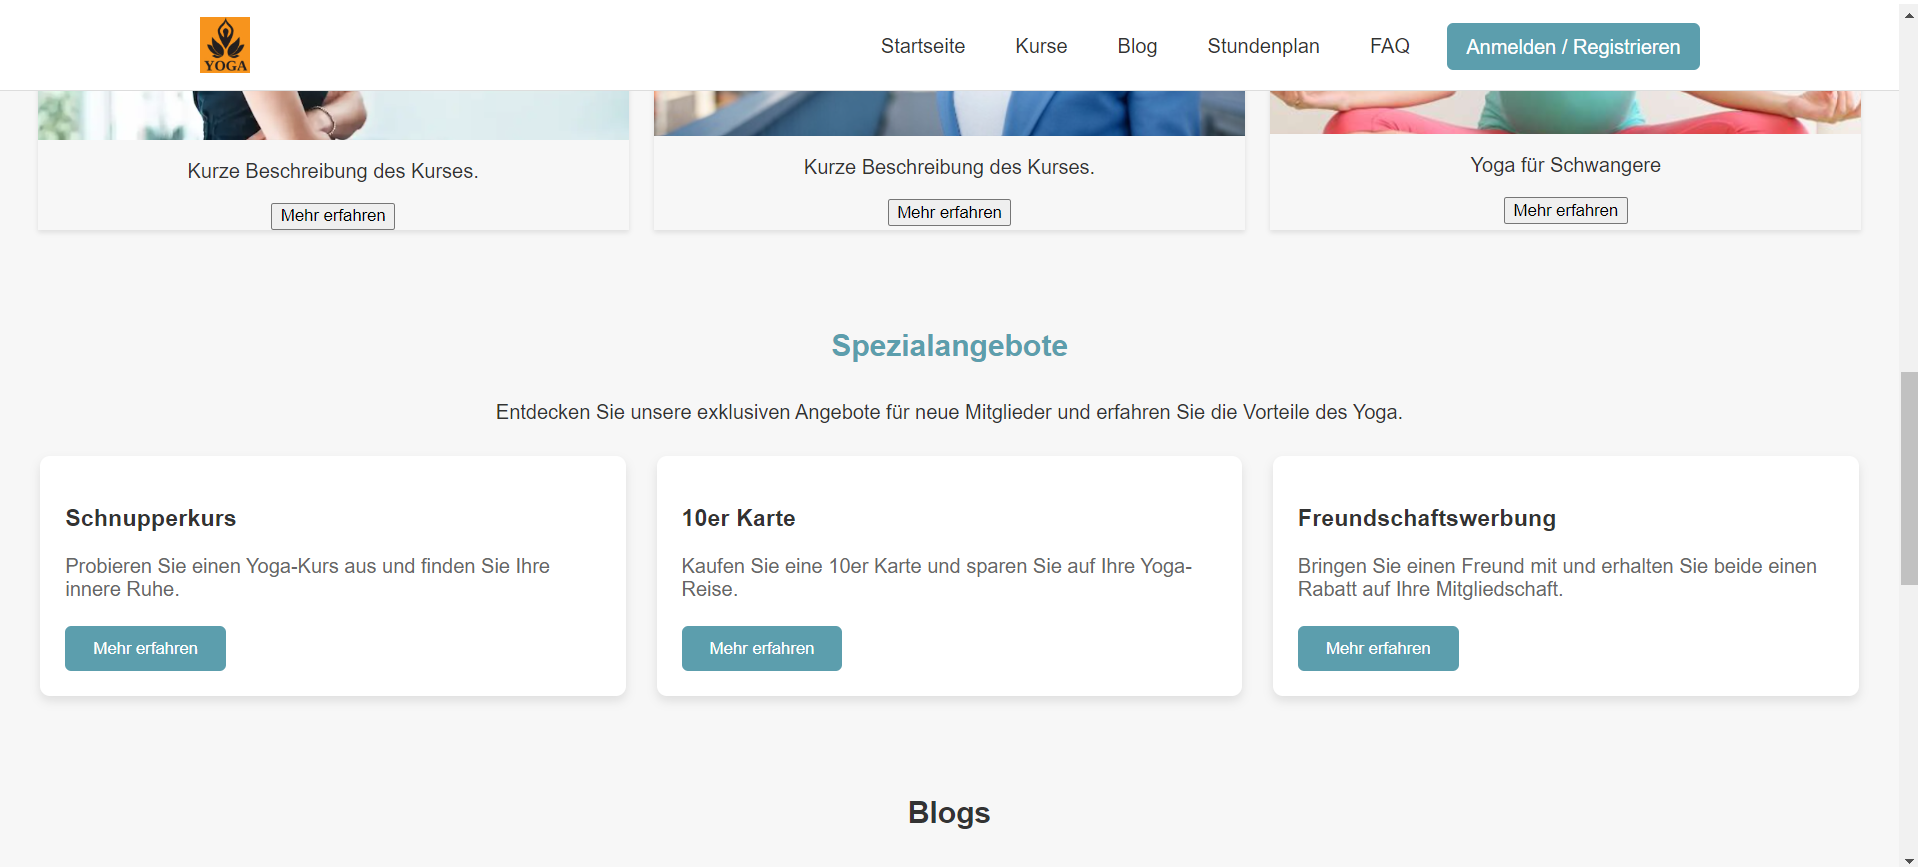 YOGA
Startseite Kurse Blog Stundenplan FAQ Anmelden / Registrieren
Kurze Beschreibung des Kurses.
Mehr erfahren
Kurze Beschreibung des Kurses.
Mehr erfahren
Yoga für Schwangere
Mehr erfahren
Spezialangebote
Entdecken Sie unsere exklusiven Angebote für neue Mitglieder und erfahren Sie die Vorteile des Yoga.
Schnupperkurs
Probieren Sie einen Yoga-Kurs aus und finden Sie Ihre
innere Ruhe.
Mehr erfahren
10er Karte
Kaufen Sie eine 10er Karte und sparen Sie auf Ihre Yoga-
Reise.
Mehr erfahren
Freundschaftswerbung
Bringen Sie einen Freund mit und erhalten Sie beide einen
Rabatt auf Ihre Mitgliedschaft.
Mehr erfahren
Blogs